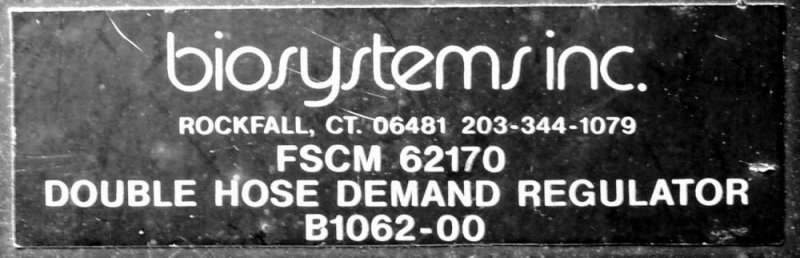 biosystems inc.
ROCKFALL, CT. 06481 203-344-1079
FSCM 62170
DOUBLE HOSE DEMAND REGULATOR
B1062-00